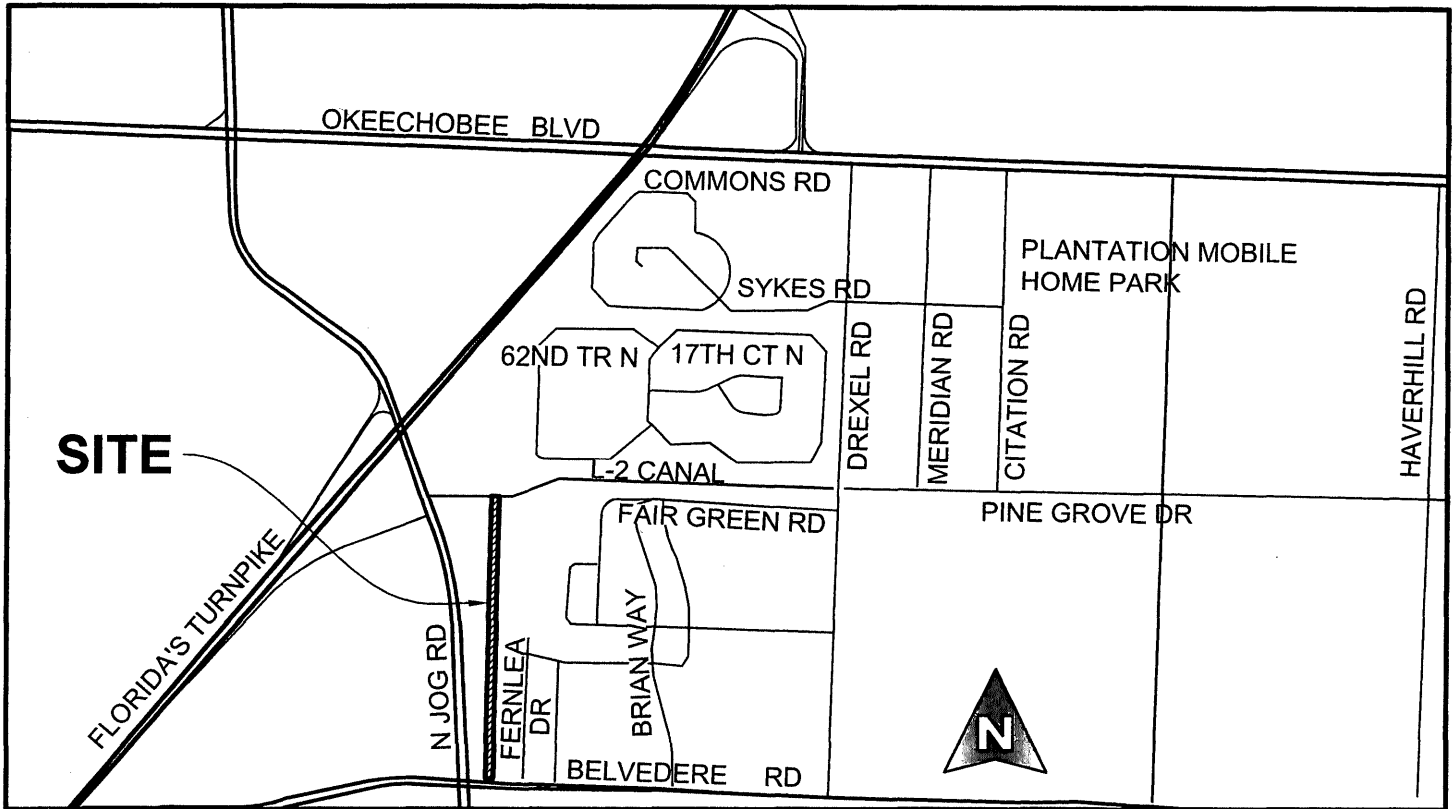 OKEECHOBEE BLVD
COMMONS RD
PLANTATION MOBILE
HOME PARK
SYKES RD
62ND TR N
17TH CT N
DREXEL RD
MERIDIAN RD
CITATION RD
HAVERHILL RD
SITE
L-2 CANAL
FAIR GREEN RD
PINE GROVE DR
FLORIDA'S TURNPIKE
N JOG RD
FERNLEA
DR
BRIAN WAY
N
BELVEDERE RD